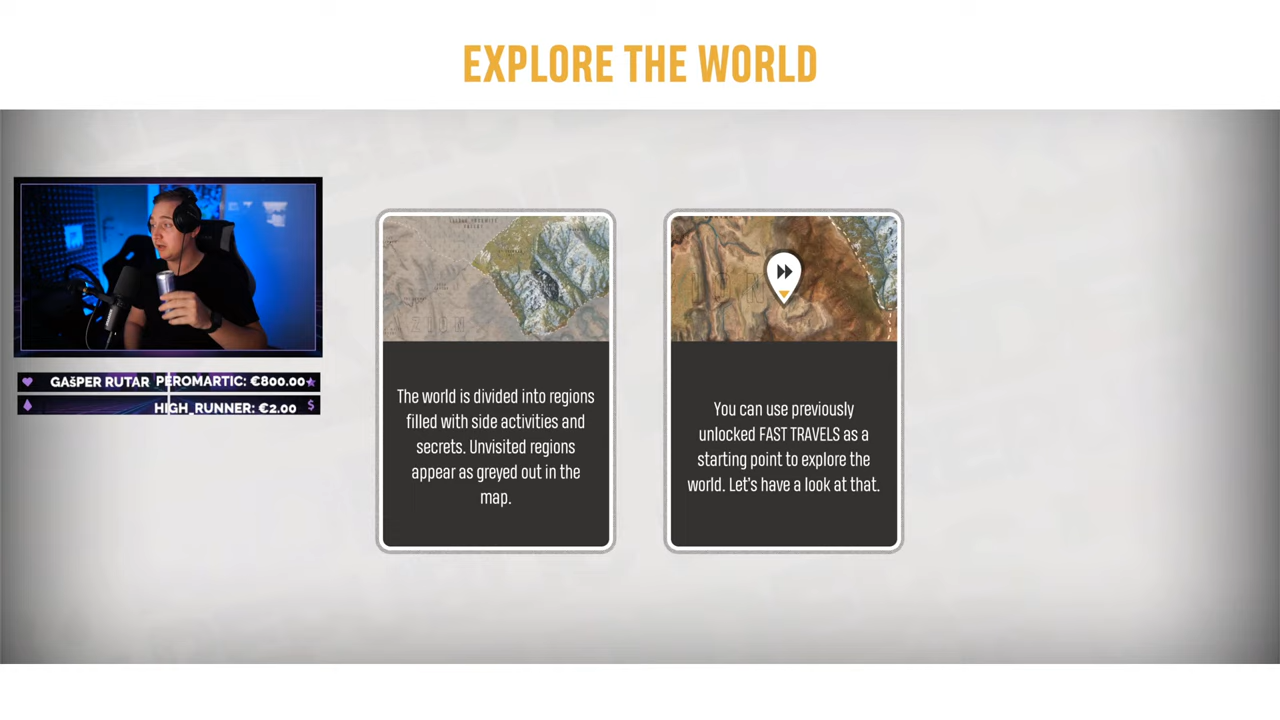 EXPLORE THE WORLD
The world is divided into regions
filled with side activities and
secrets. Unvisited regions
appear as greyed out in the
map.
You can use previously
unlocked FAST TRAVELS as a
starting point to explore the
world. Let's have a look at that.
GAšPER RUTAR PEROMARTIC: €800.00
HIGH_RUNNER: €2.00 $